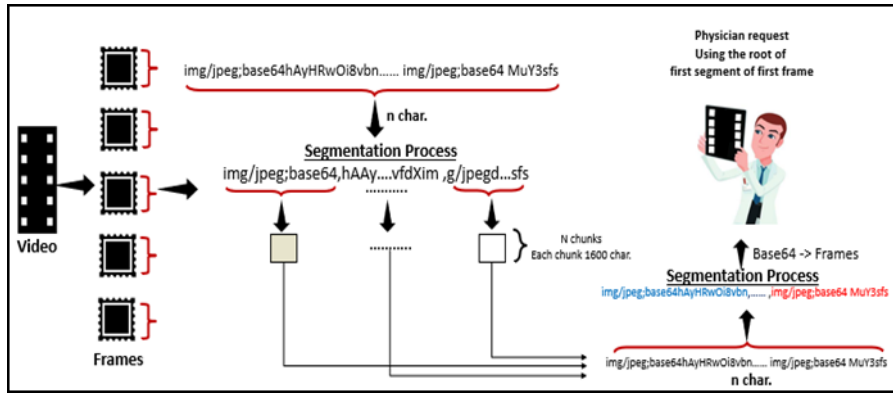 Physician request
Using the root of
first segment of first frame
img/jpeg;base64hAyHRwOi8vbn...... img/jpeg;base64 MuY3sfs
n char.
Segmentation Process
img/jpeg;base64,hAAy....vfdXim ,g/jpegd...sfs
............
Video
N chunks
Each chunk 1600 char.
............
Base64 -> Frames
Segmentation Process
img/jpeg;base64hAyHRwOi8vbn,...... ,img/jpeg;base64 MuY3sfs
Frames
img/jpeg;base64hAyHRwOi8vbn...... img/jpeg;base64 MuY3sfs
n char.